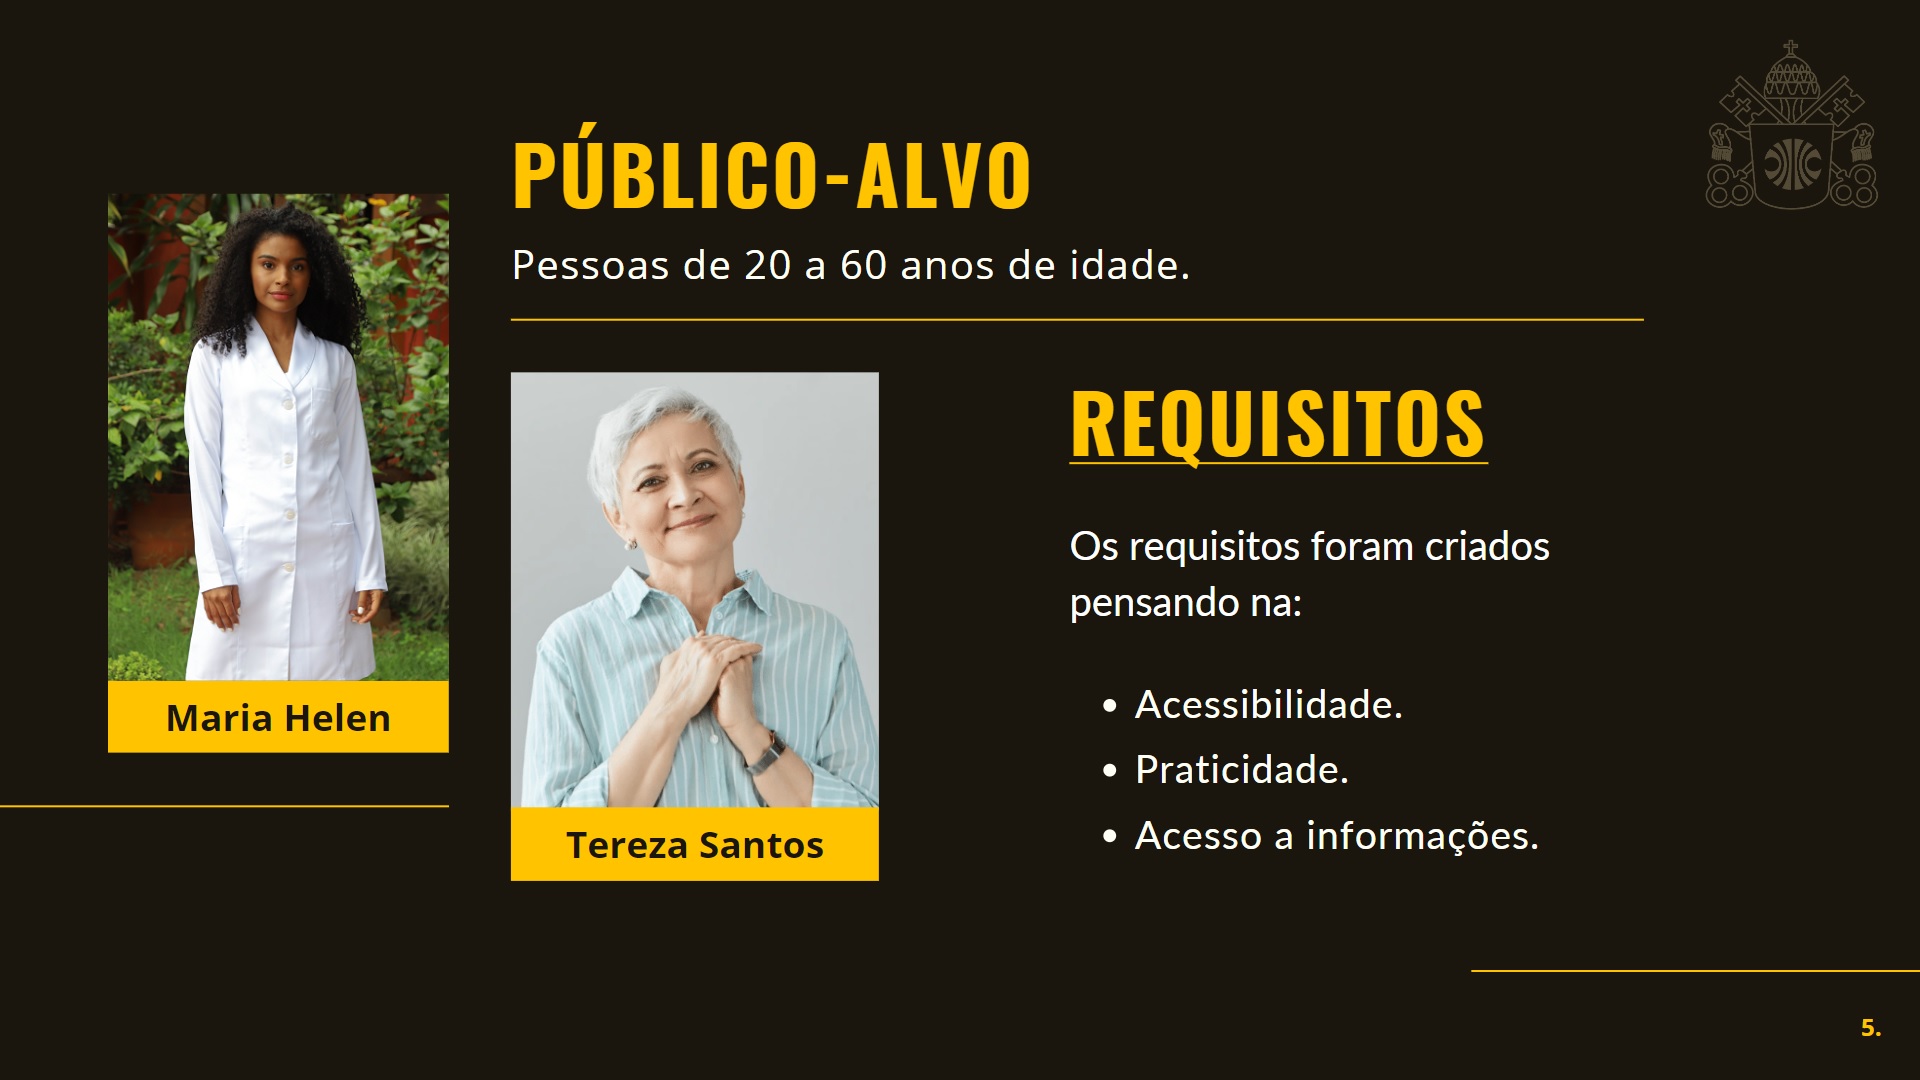 PÚBLICO-ALVO
Pessoas de 20 a 60 anos de idade.
Maria Helen
Tereza Santos
REQUISITOS
Os requisitos foram criados
pensando na:
• Acessibilidade.
• Praticidade.
• Acesso a informações.
5.